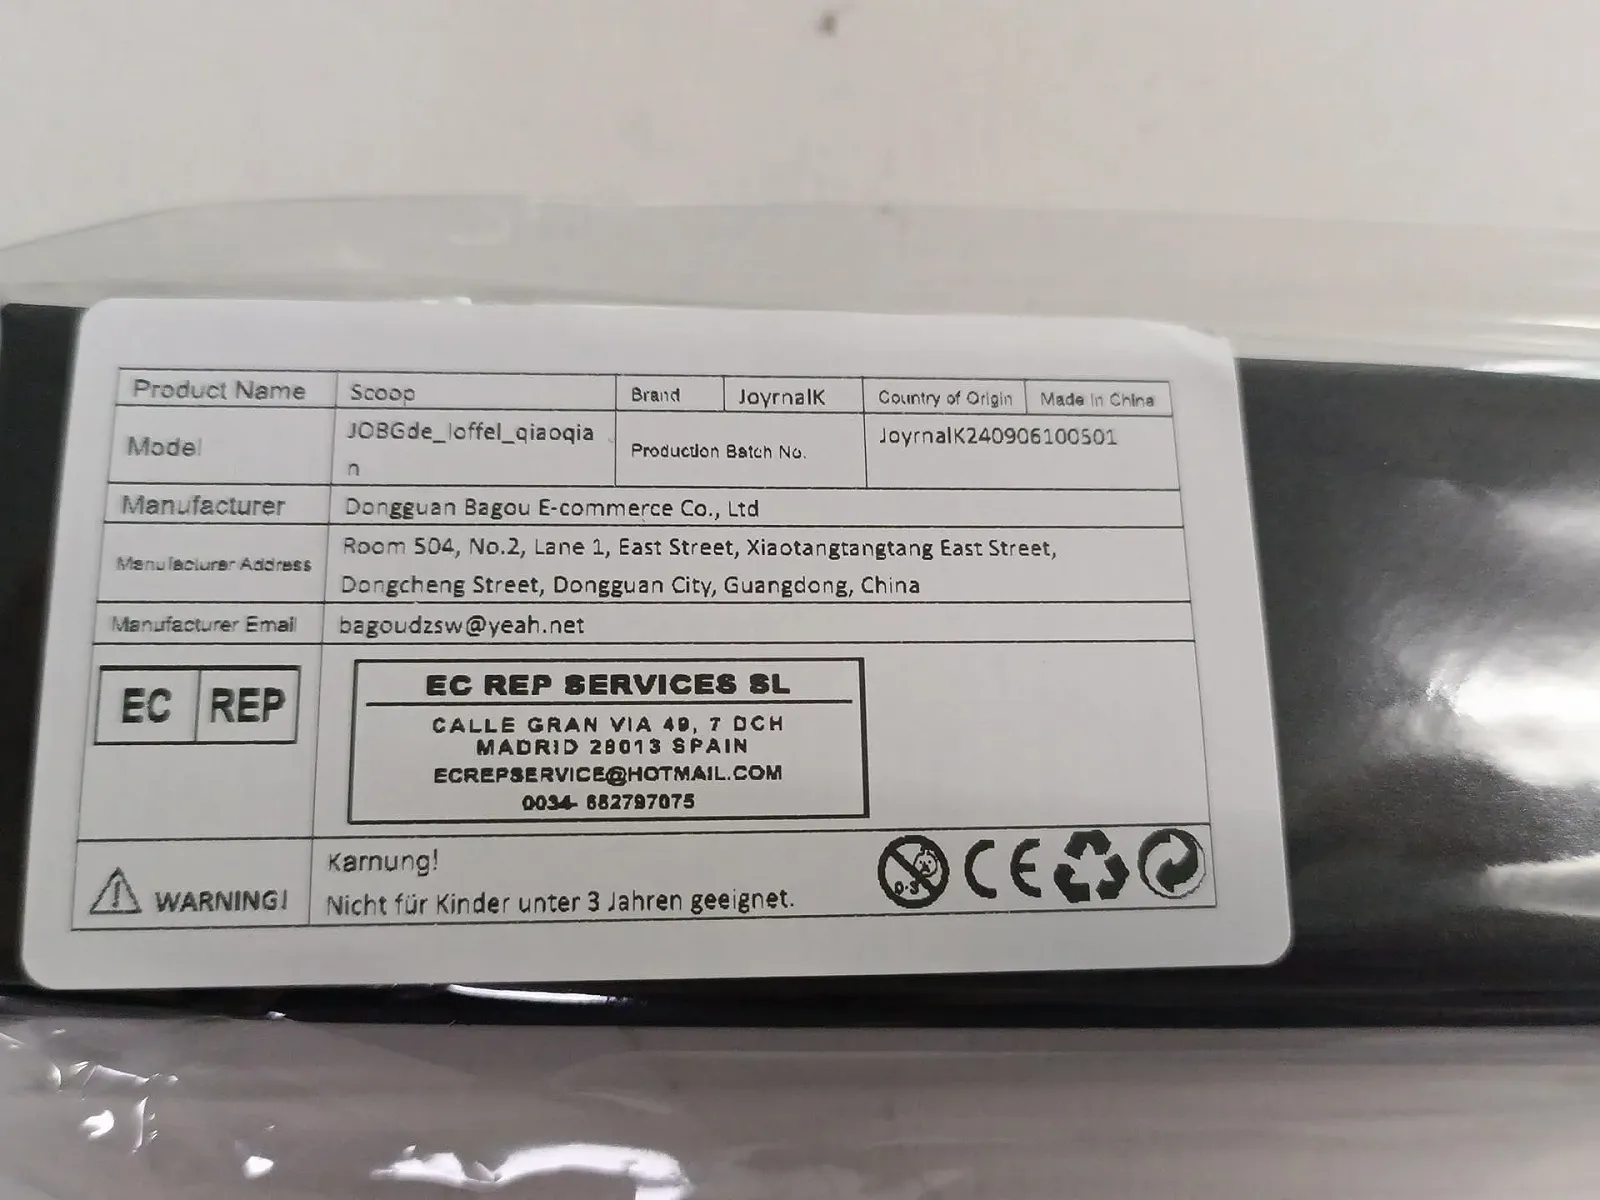 Product Name Scoop Brand JoyrnalK Country of Origin Made In China
Model JOBGde_loffel_qiaoqia
n
Production Batch No. JoyrnalK240906100501
Manufacturer Dongguan Bagou E-commerce Co., Ltd
Manufacturer Address Room 504, No.2, Lane 1, East Street, Xiaotangtangtang East Street,
Dongcheng Street, Dongguan City, Guangdong, China
Manufacturer Email bagoudzsw@yeah.net
EC REP
EC REP SERVICES SL
CALLE GRAN VIA 49, 7 DCH
MADRID 28013 SPAIN
ECREPSERVICE@HOTMAIL.COM
0034- 682797075
WARNING!
Karnung!
Nicht für Kinder unter 3 Jahren geeignet.
0-3 CE